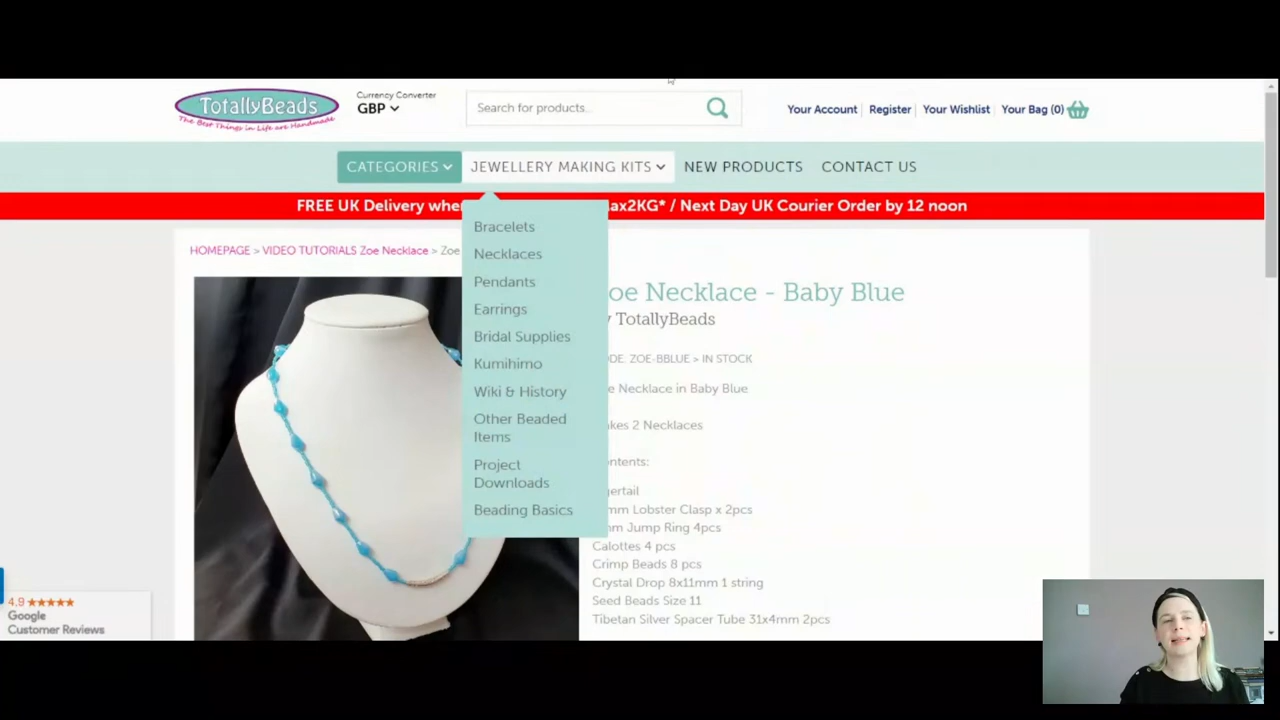 TotallyBeads
The Best Things in Life are Handmade
Currency Converter
GBP
Search for products...
Your Account
Register
Your Wishlist
Your Bag (0)
CATEGORIES
JEWELLERY MAKING KITS
NEW PRODUCTS
CONTACT US
FREE UK Delivery whe
ax2KG* / Next Day UK Courier Order by 12 noon
Bracelets
Necklaces
Pendants
Earrings
Bridal Supplies
Kumihimo
Wiki & History
Other Beaded
Items
Project
Downloads
Beading Basics
HOMEPAGE > VIDEO TUTORIALS Zoe Necklace > Zoe
oe Necklace - Baby Blue
TotallyBeads
DE: ZOE-BBLUE > IN STOCK
e Necklace in Baby Blue
akes 2 Necklaces
ontents:
gertail
mm Lobster Clasp x 2pcs
mm Jump Ring 4pcs
Calottes 4 pcs
Crimp Beads 8 pcs
Crystal Drop 8x11mm 1 string
Seed Beads Size 11
Tibetan Silver Spacer Tube 31x4mm 2pcs
4.9
Google
Customer Reviews